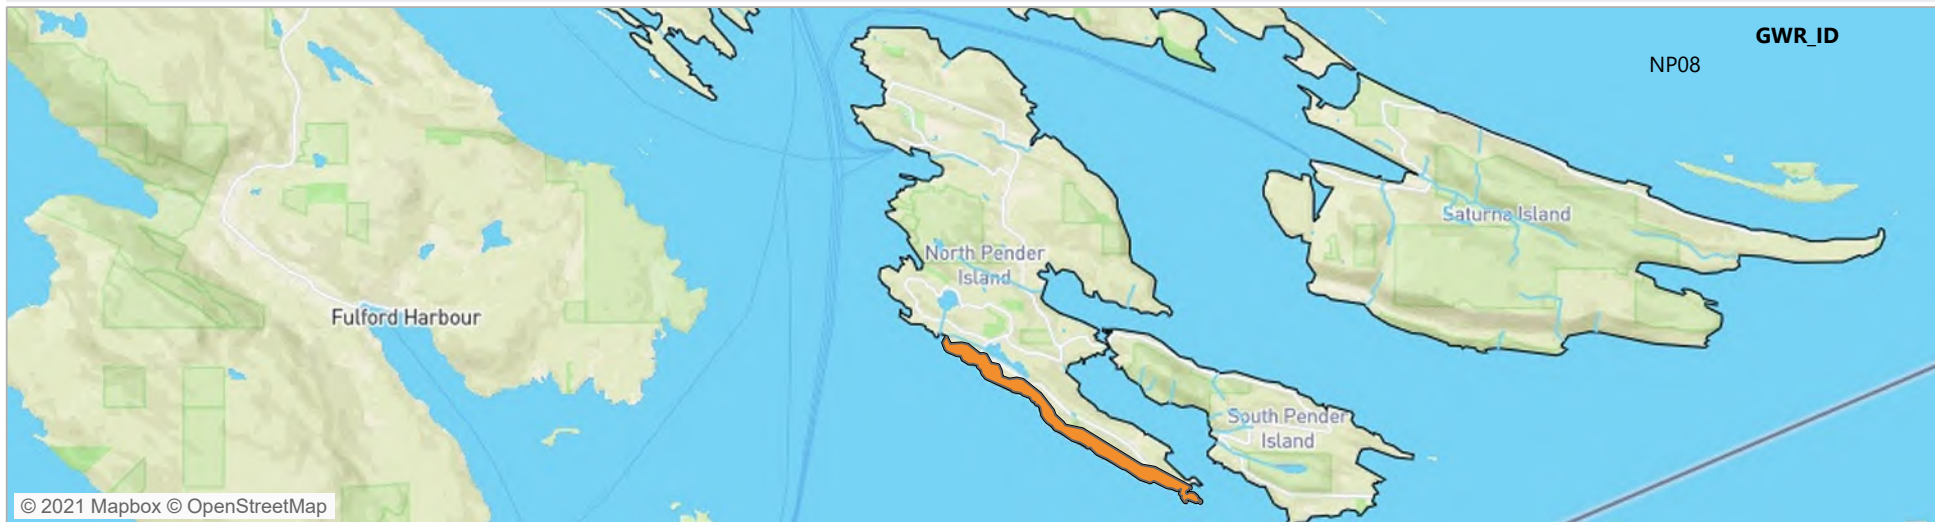 GWR_ID
NP08
Saturna Island
North Pender
Island
Fulford Harbour
South Pender
Island
© 2021 Mapbox © OpenStreetMap